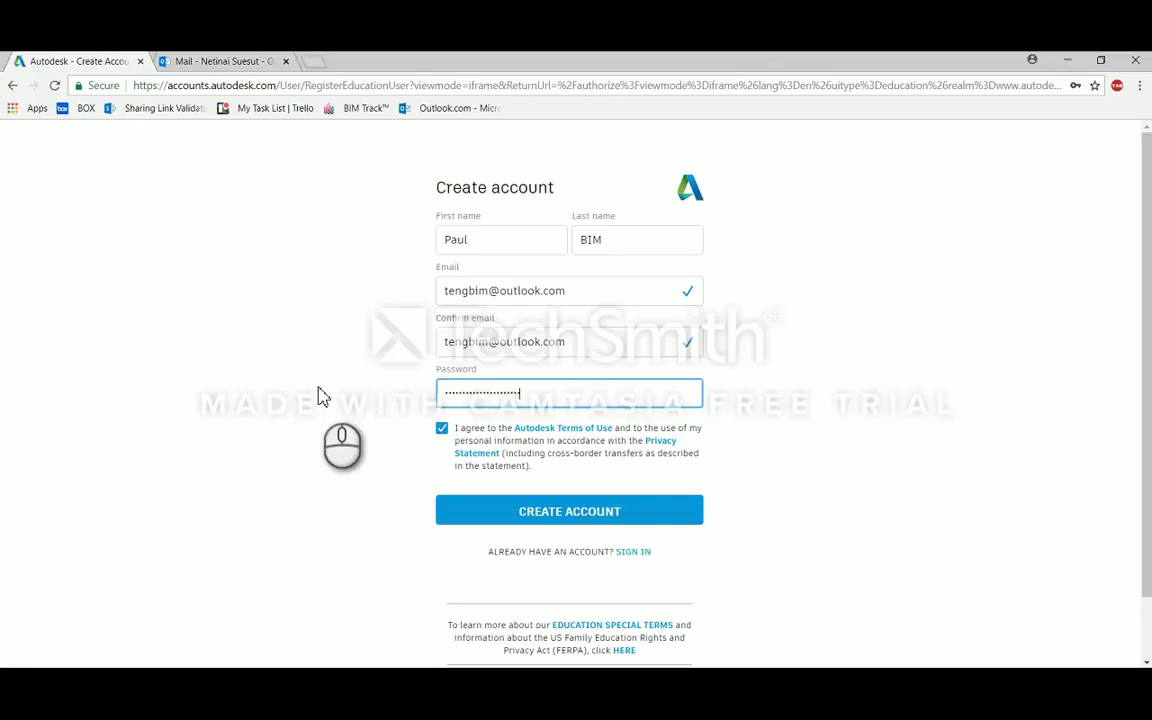 Autodesk - Create Accou
Mail - Netinai Suesut - O
Secure
https://accounts.autodesk.com/User/RegisterEducationUser?viewmode=iframe&ReturnUrl=%2Fauthorize%3Fviewmode%3Diframe%26lang%3Den%26uitype%3Deducation%26realm%3Dwww.autode...
Apps BOX Sharing Link Validati My Task List | Trello BIM Track™ Outlook.com - Micro
Create account
First name Last name
Paul BIM
Email
tengbim@outlook.com
Confirm email
tengbim@outlook.com
TechSmith®
Password
MADE WITH CAMTASIA FREE TRIAL
I agree to the Autodesk Terms of Use and to the use of my
personal information in accordance with the Privacy
Statement (including cross-border transfers as described
in the statement).
CREATE ACCOUNT
ALREADY HAVE AN ACCOUNT? SIGN IN
To learn more about our EDUCATION SPECIAL TERMS and
information about the US Family Education Rights and
Privacy Act (FERPA), click HERE